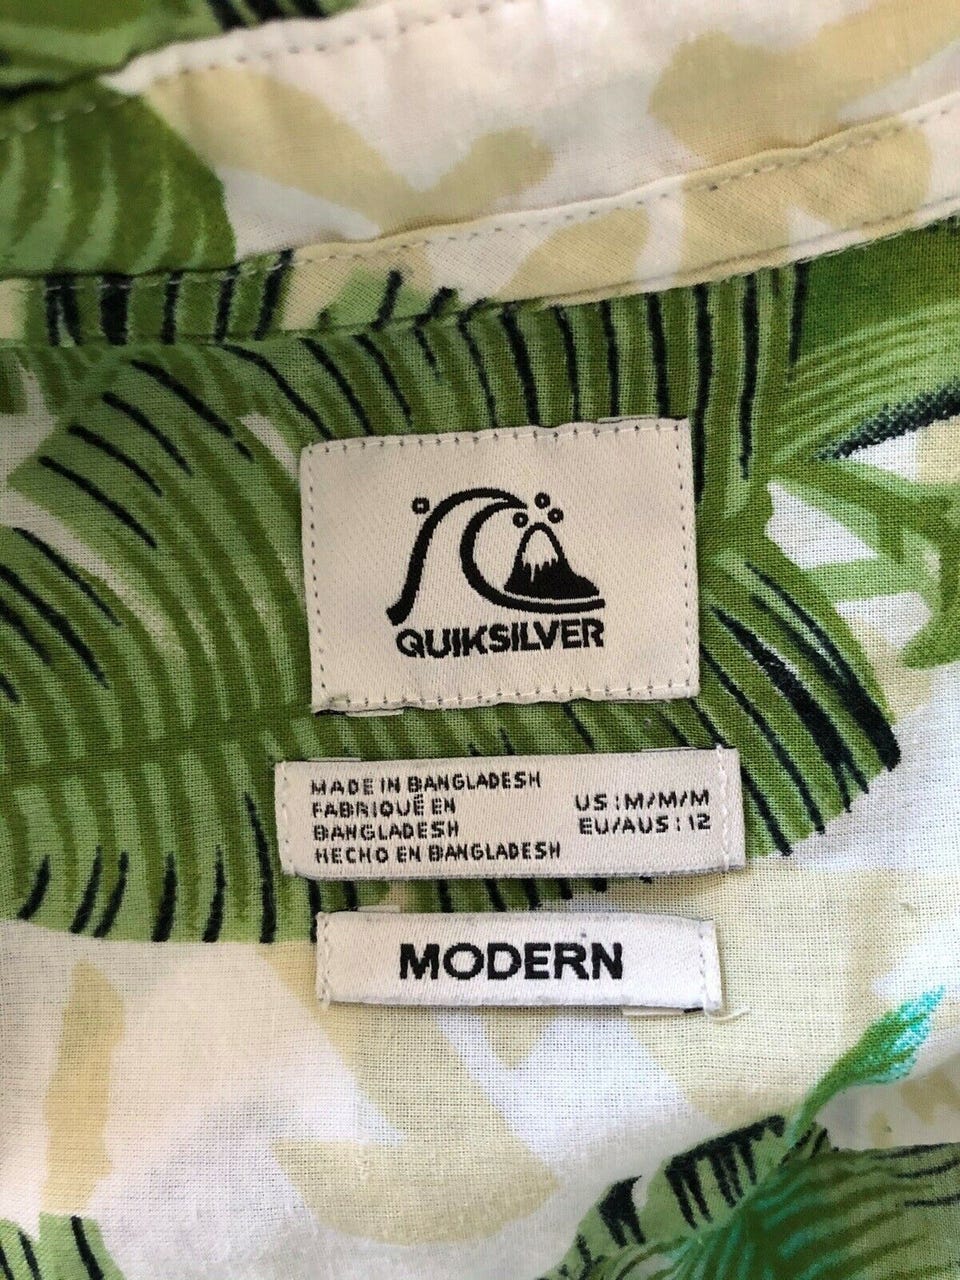 QUIKSILVER
MADE IN BANGLADESH
FABRIQUÉ EN
BANGLADESH
HECHO EN BANGLADESH
US : M/M/M
EU/AUS : 12
MODERN